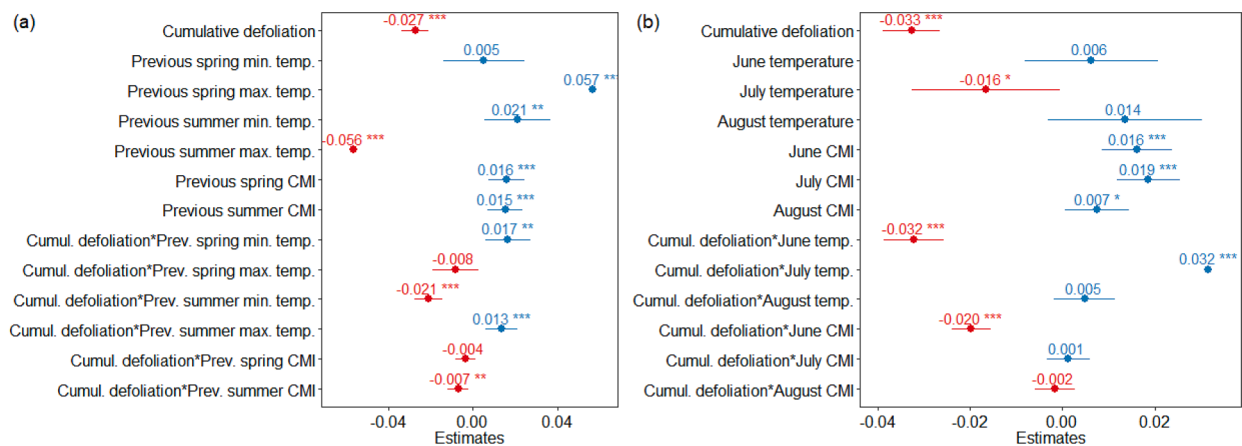 (a)
Cumulative defoliation -0.027 ***
Previous spring min. temp. 0.005
Previous spring max. temp. 0.057 ***
Previous summer min. temp. 0.021 **
Previous summer max. temp. -0.056 ***
Previous spring CMI 0.016 ***
Previous summer CMI 0.015 ***
Cumul. defoliation*Prev. spring min. temp. 0.017 **
Cumul. defoliation*Prev. spring max. temp. -0.008
Cumul. defoliation*Prev. summer min. temp. -0.021 ***
Cumul. defoliation*Prev. summer max. temp. 0.013 ***
Cumul. defoliation*Prev. spring CMI -0.004
Cumul. defoliation*Prev. summer CMI -0.007 **
-0.04 0.00 0.04
Estimates
(b)
Cumulative defoliation -0.033 ***
June temperature 0.006
July temperature -0.016 *
August temperature 0.014
June CMI 0.016 ***
July CMI 0.019 ***
August CMI 0.007 *
Cumul. defoliation*June temp. -0.032 ***
Cumul. defoliation*July temp. 0.032 ***
Cumul. defoliation*August temp. 0.005
Cumul. defoliation*June CMI -0.020 ***
Cumul. defoliation*July CMI 0.001
Cumul. defoliation*August CMI -0.002
-0.04 -0.02 0.00 0.02
Estimates